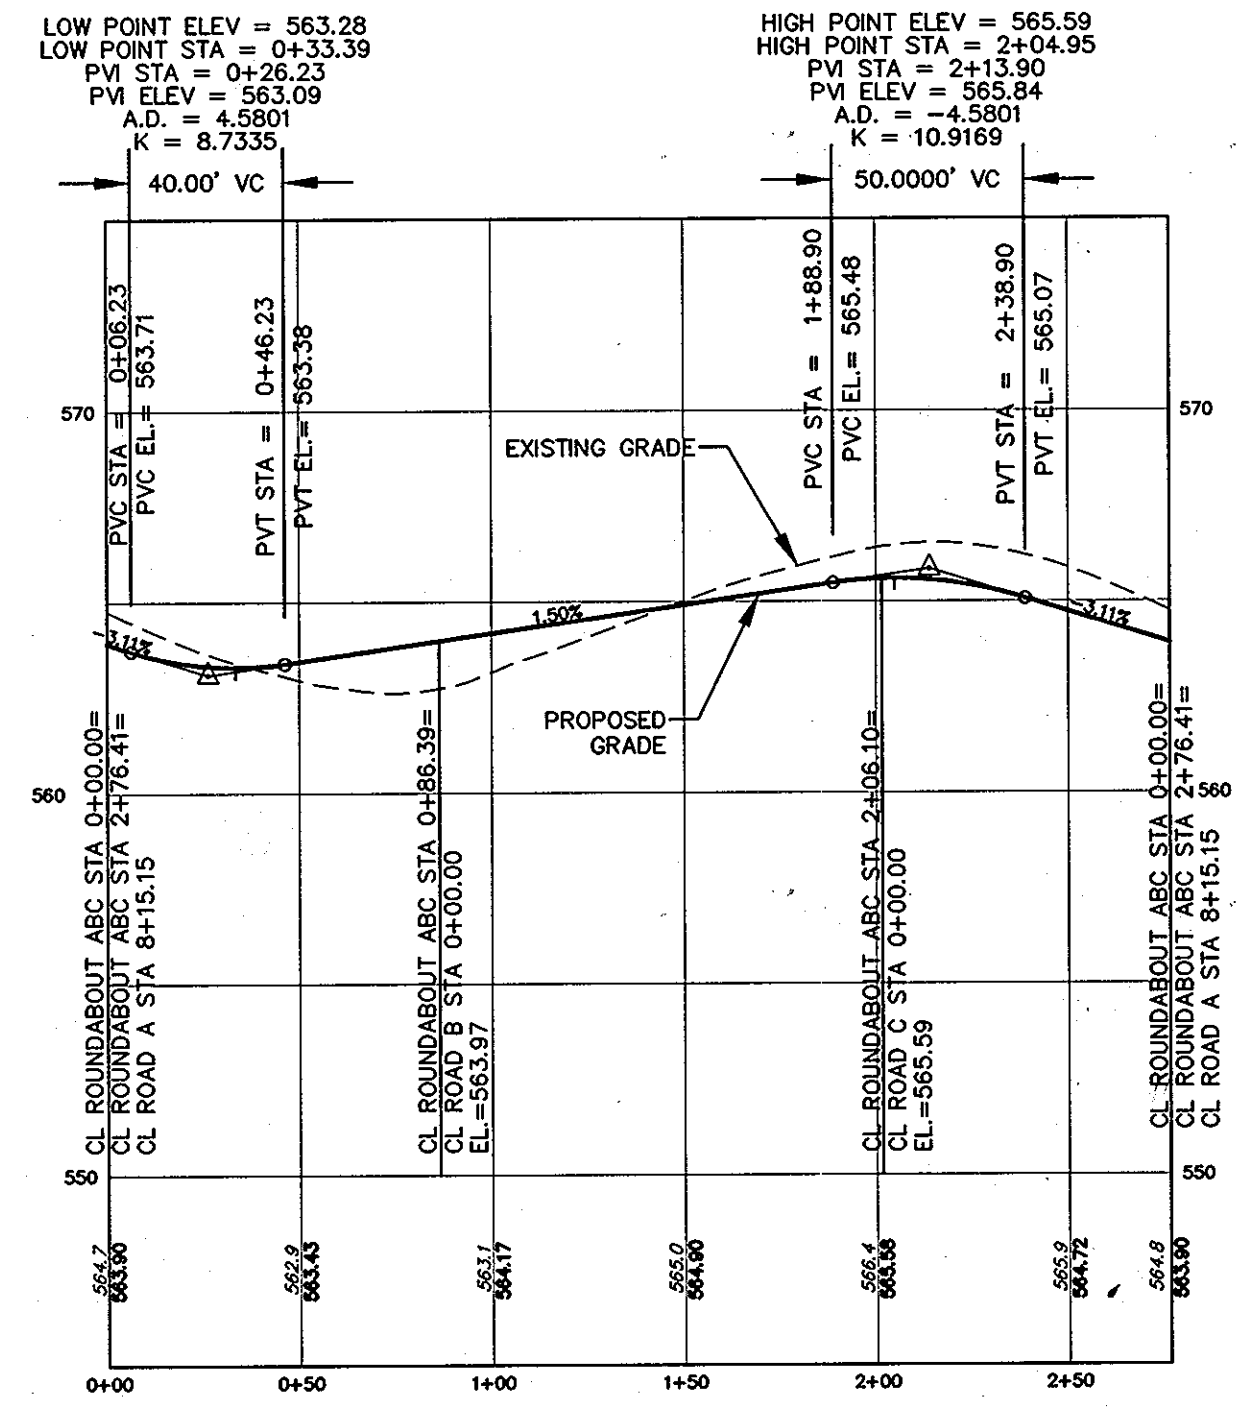 LOW POINT ELEV = 563.28
LOW POINT STA = 0+33.39
PVI STA = 0+26.23
PVI ELEV = 563.09
A.D. = 4.5801
K = 8.7335
40.00' VC
HIGH POINT ELEV = 565.59
HIGH POINT STA = 2+04.95
PVI STA = 2+13.90
PVI ELEV = 565.84
A.D. = -4.5801
K = 10.9169
50.0000' VC
PVC STA = 0+06.23
PVC EL.= 563.71
PVT STA = 0+46.23
PVT EL.= 563.38
PVC STA = 1+88.90
PVC EL.= 565.48
PVT STA = 2+38.90
PVT EL.= 565.07
570
570
EXISTING GRADE
3.11%
1.50%
3.11%
PROPOSED
GRADE
560
560
CL ROUNDABOUT ABC STA 0+00.00=
CL ROUNDABOUT ABC STA 2+76.41=
CL ROAD A STA 8+15.15
CL ROUNDABOUT ABC STA 0+86.39=
CL ROAD B STA 0+00.00
EL.=563.97
CL ROUNDABOUT ABC STA 2+06.10=
CL ROAD C STA 0+00.00
EL.=565.59
CL ROUNDABOUT ABC STA 0+00.00=
CL ROUNDABOUT ABC STA 2+76.41=
CL ROAD A STA 8+15.15
550
550
564.7
563.90
562.9
563.43
563.1
564.17
565.0
564.90
566.4
565.58
565.9
564.72
564.8
563.90
0+00
0+50
1+00
1+50
2+00
2+50